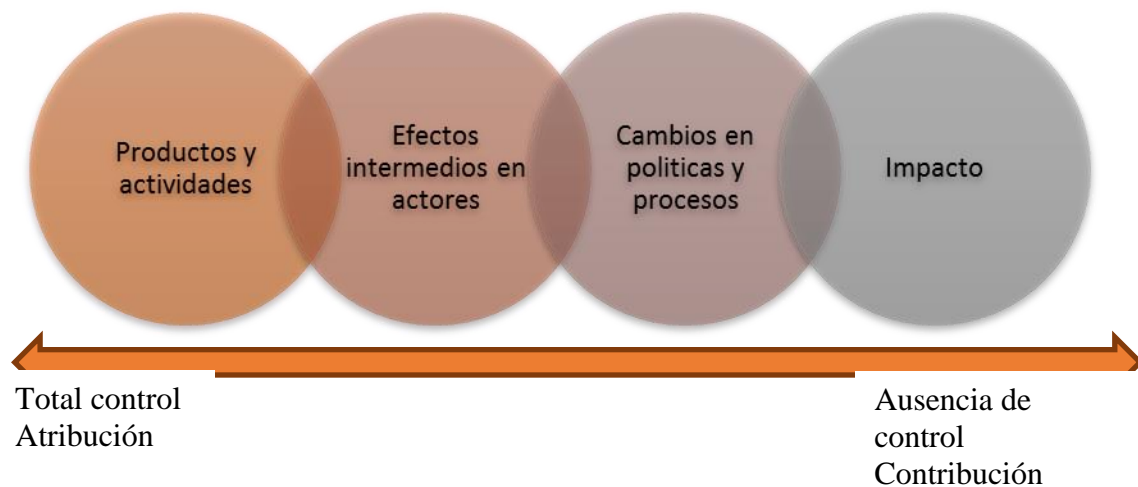 Productos y
actividades
Efectos
intermedios en
actores
Cambios en
politicas y
procesos
Impacto
Total control
Atribución
Ausencia de
control
Contribución